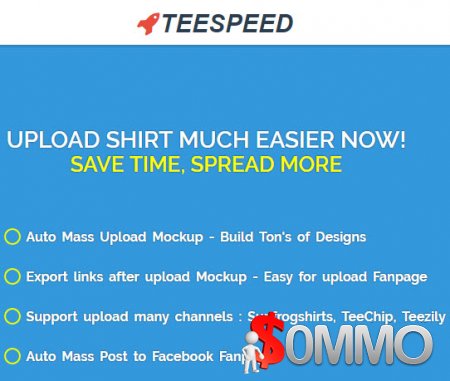 TEESPEED
UPLOAD SHIRT MUCH EASIER NOW!
SAVE TIME, SPREAD MORE
Auto Mass Upload Mockup - Build Ton's of Designs
Export links after upload Mockup - Easy for upload Fanpage
Support upload many channels : TeeChip, Teezily
Auto Mass Post to Facebook
$OMMO